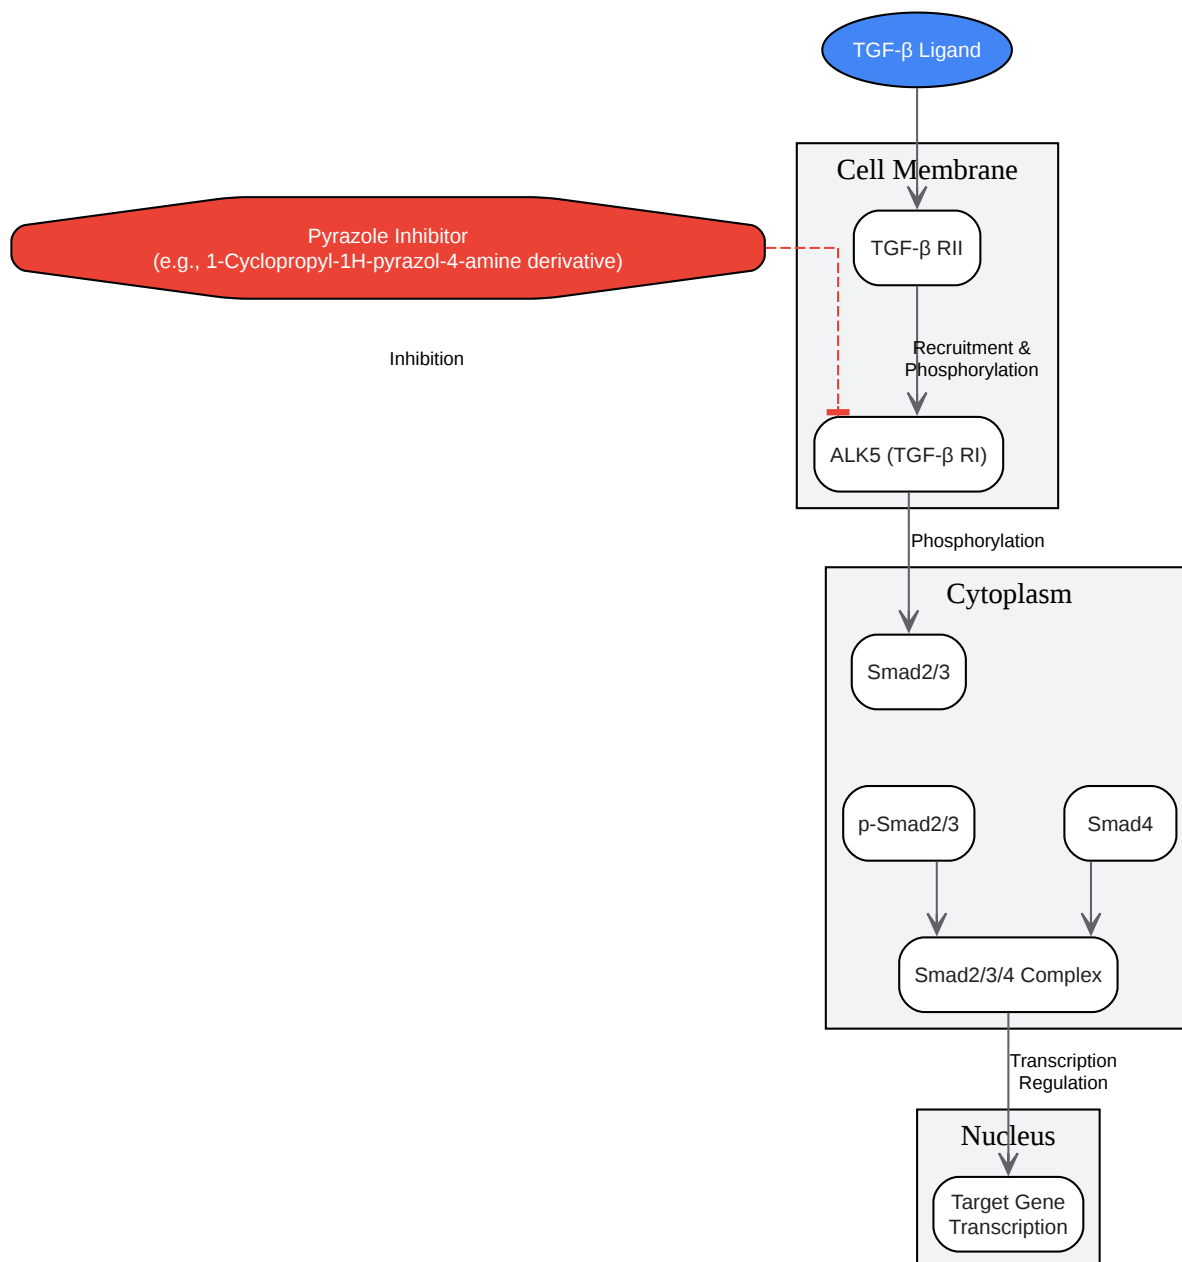 TGF-β Ligand
Cell Membrane
Pyrazole Inhibitor
(e.g., 1-Cyclopropyl-1H-pyrazol-4-amine derivative)
TGF-β RII
Inhibition
Recruitment &
Phosphorylation
ALK5 (TGF-β RI)
Phosphorylation
Cytoplasm
Smad2/3
p-Smad2/3
Smad4
Smad2/3/4 Complex
Transcription
Regulation
Nucleus
Target Gene
Transcription